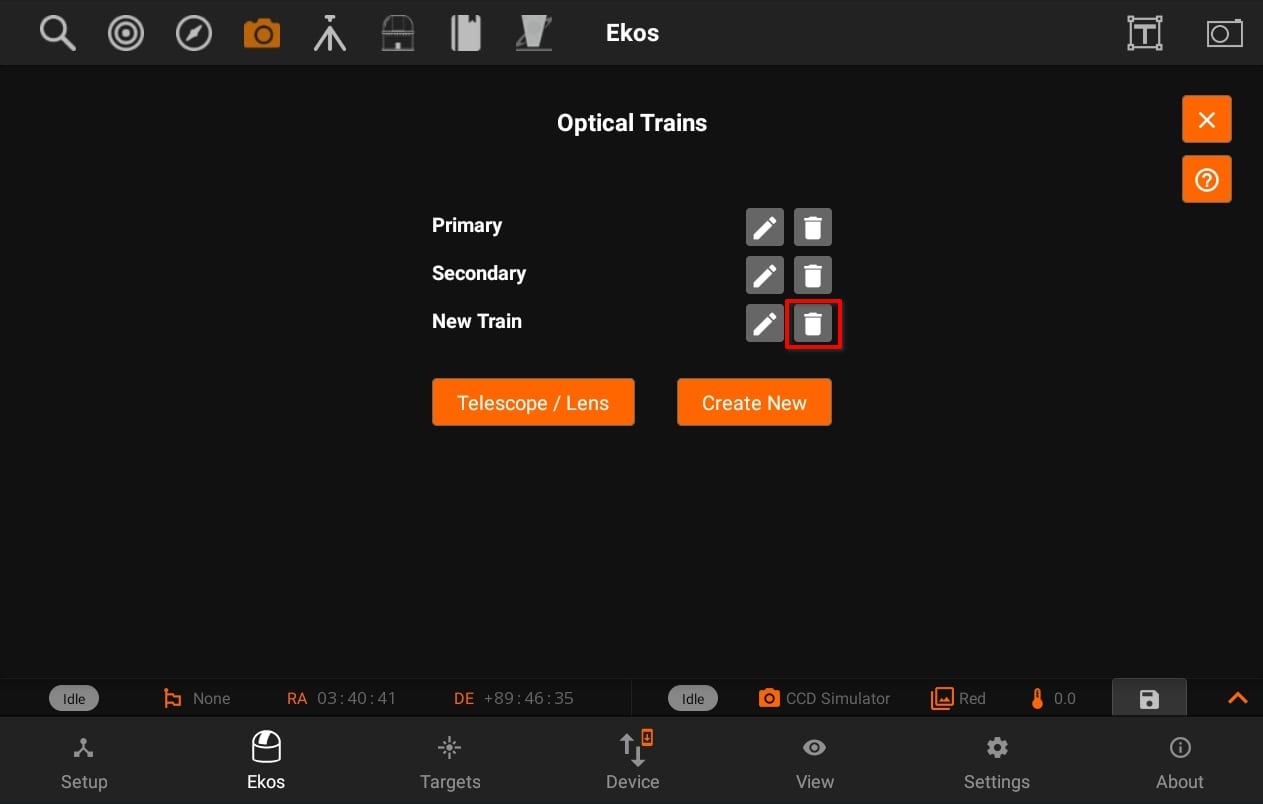 Ekos
Optical Trains
Primary
Secondary
New Train
Telescope / Lens
Create New
Idle
None
RA 03:40:41
DE +89:46:35
Idle
CCD Simulator
Red
0.0
Setup
Ekos
Targets
Device
View
Settings
About